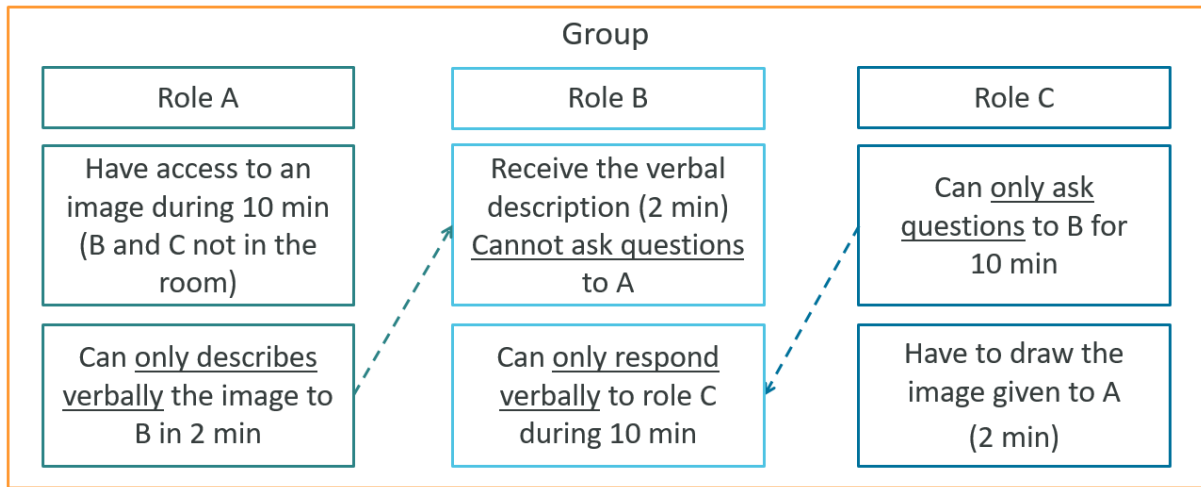 Group
Role A
Have access to an
image during 10 min
(B and C not in the
room)
Can only describes
verbally the image to
B in 2 min
Role B
Receive the verbal
description (2 min)
Cannot ask questions
to A
Can only respond
verbally to role C
during 10 min
Role C
Can only ask
questions to B for
10 min
Have to draw the
image given to A
(2 min)